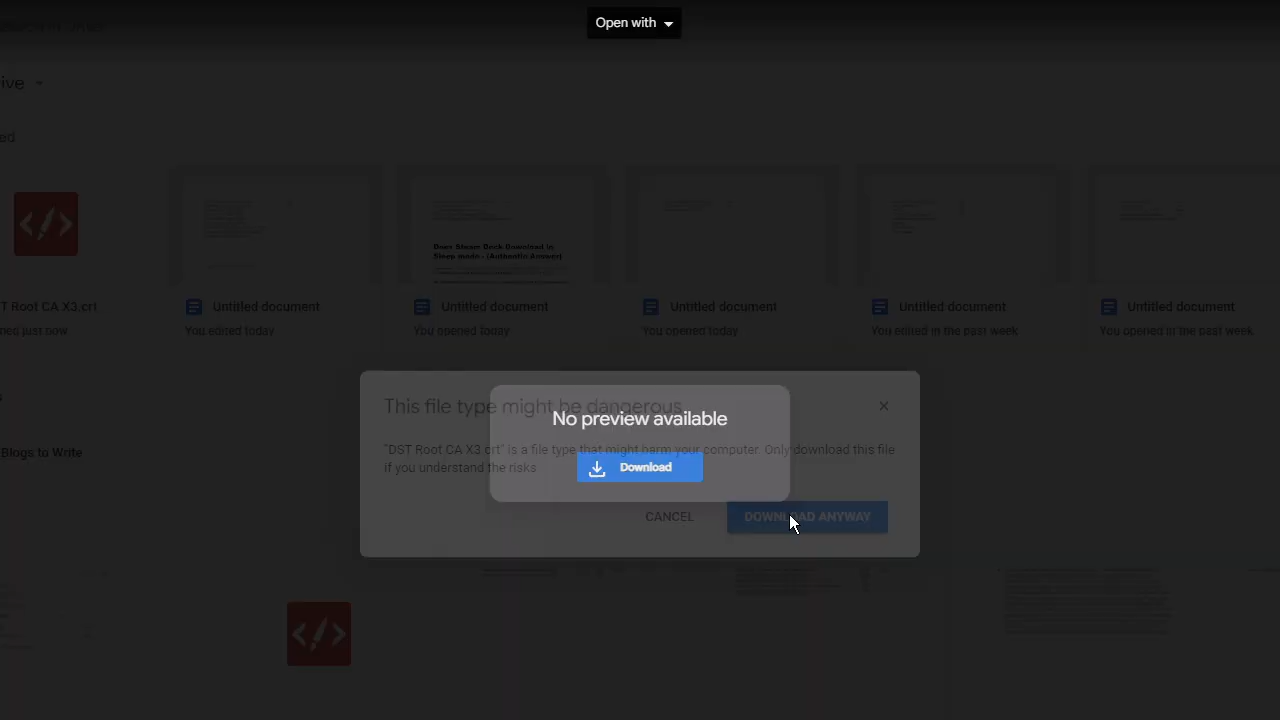 Open with
ive
ed
Does Steam Deck Download in
Sleep mode - (Authentic Answer)
T Root CA X3.crt
ned just now
Untitled document
You edited today
Untitled document
You opened today
Untitled document
You opened today
Untitled document
You edited in the past week
Untitled document
You opened in the past week
s
Blogs to Write
This file type might be dangerous
"DST Root CA X3.crt" is a file type that might harm your computer. Only download this file
if you understand the risks
CANCEL
DOWNLOAD ANYWAY
No preview available
Download